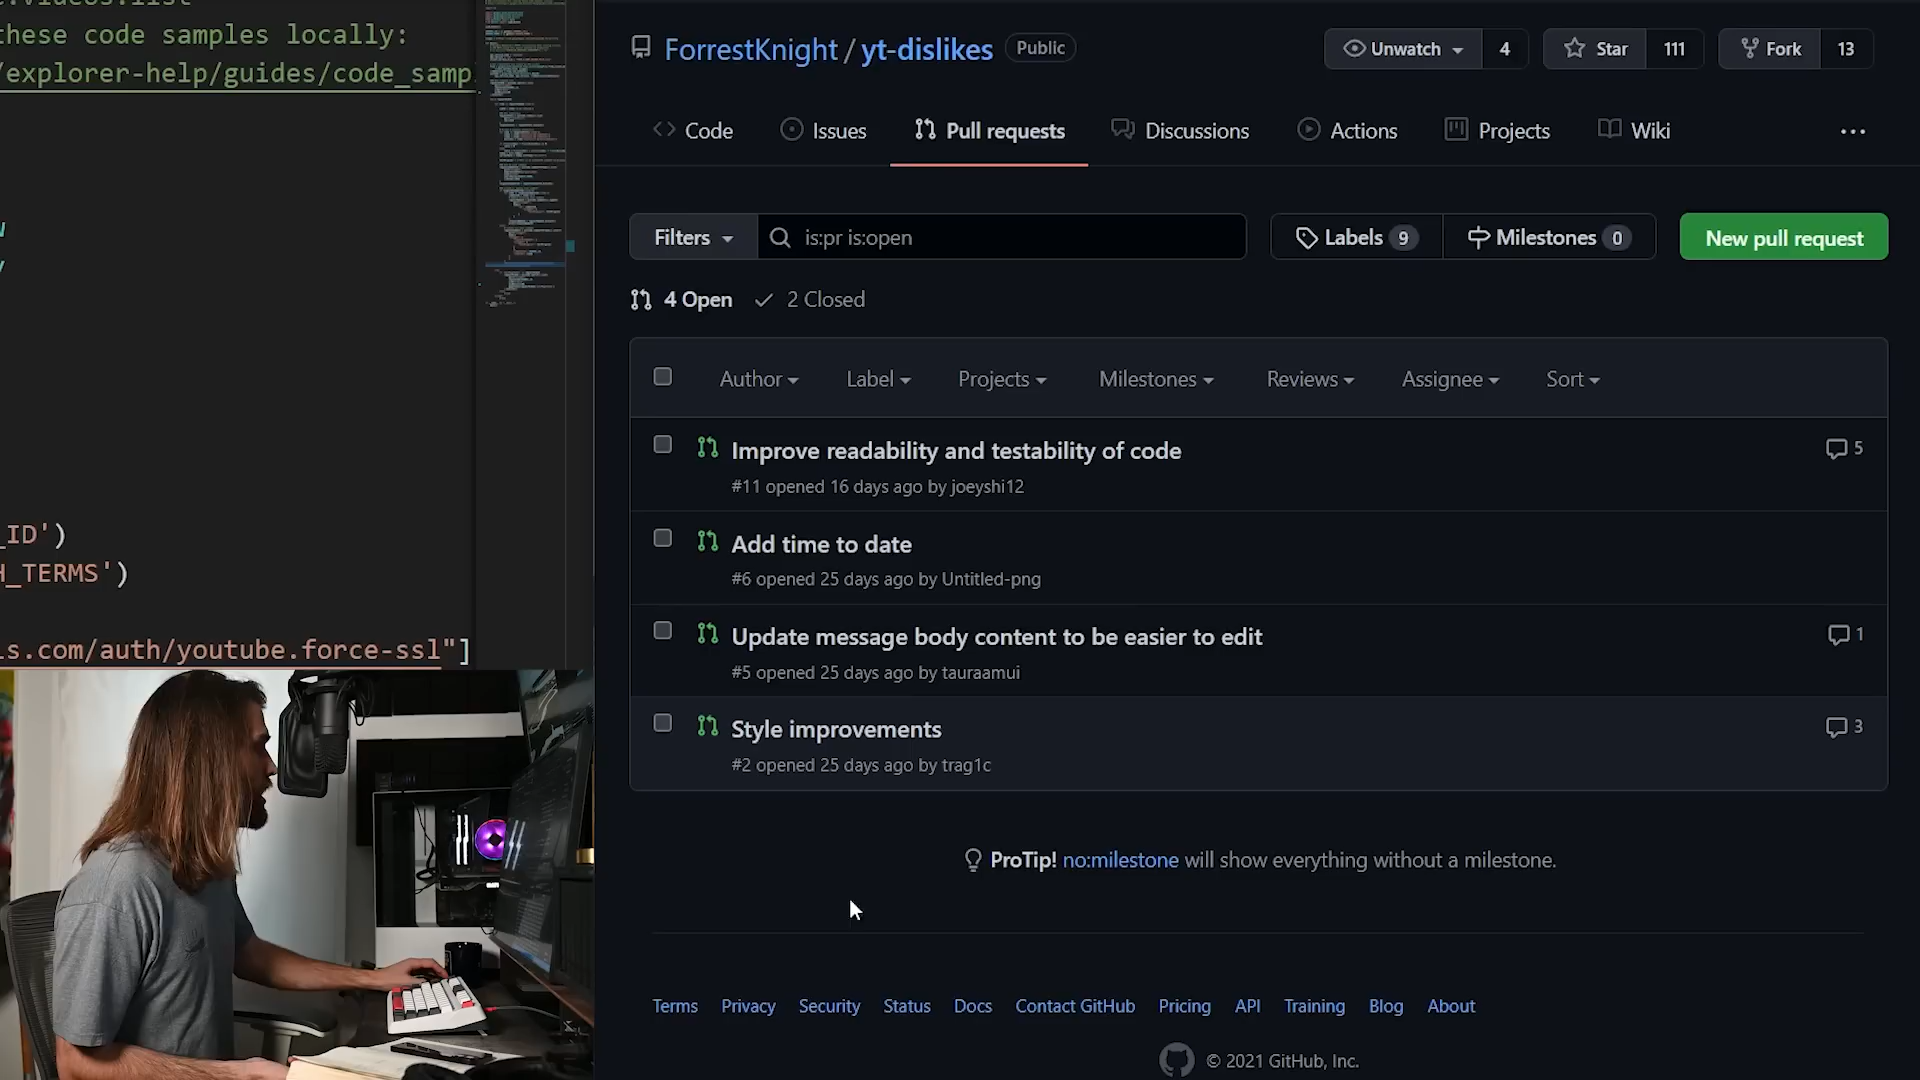 these code samples locally:
/explorer-help/guides/code_samp
_ID')
H_TERMS')
ls.com/auth/youtube.force-ssl"]
ForrestKnight / yt-dislikes Public
Unwatch 4 Star 111 Fork 13
Code Issues Pull requests Discussions Actions Projects Wiki ...
Filters is:pr is:open Labels 9 Milestones 0 New pull request
4 Open 2 Closed
Author Label Projects Milestones Reviews Assignee Sort
Improve readability and testability of code 5
#11 opened 16 days ago by joeyshi12
Add time to date
#6 opened 25 days ago by Untitled-png
Update message body content to be easier to edit 1
#5 opened 25 days ago by tauraamui
Style improvements 3
#2 opened 25 days ago by trag1c
ProTip! no:milestone will show everything without a milestone.
Terms Privacy Security Status Docs Contact GitHub Pricing API Training Blog About
© 2021 GitHub, Inc.